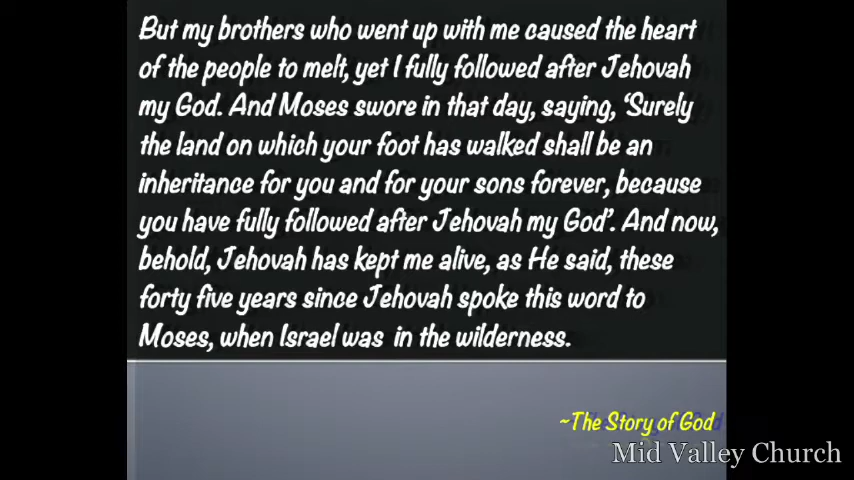 But my brothers who went up with me caused the heart
of the people to melt, yet I fully followed after Jehovah
my God. And Moses swore in that day, saying, 'Surely
the land on which your foot has walked shall be an
inheritance for you and for your sons forever, because
you have fully followed after Jehovah my God'. And now,
behold, Jehovah has kept me alive, as He said, these
forty five years since Jehovah spoke this word to
Moses, when Israel was in the wilderness.
~The Story of God
Mid Valley Church